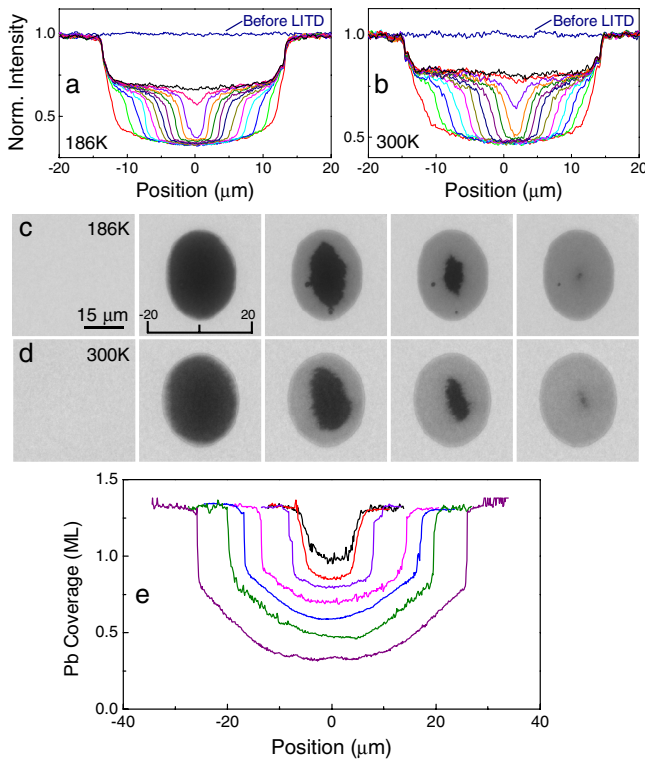 Before LITD
Before LITD
Norm. Intensity
1.0
0.5
a
186K
-20 -10 0 10 20
Position (μm)
1.0
0.5
b
300K
-20 -10 0 10 20
Position (μm)
c
186K
15 μm
-20 0 20
d
300K
Pb Coverage (ML)
1.5
1.0
0.5
0.0
e
-40 -20 0 20 40
Position (μm)